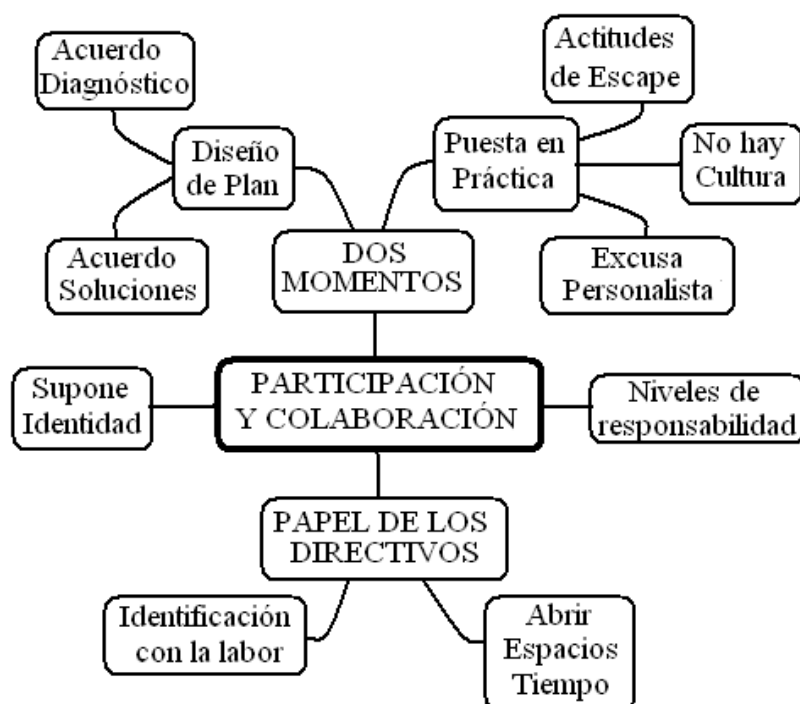 Acuerdo
Diagnóstico
Actitudes
de Escape
Diseño
de Plan
Puesta en
Práctica
No hay
Cultura
Acuerdo
Soluciones
DOS
MOMENTOS
Excusa
Personalista
Supone
Identidad
PARTICIPACIÓN
Y COLABORACIÓN
Niveles de
responsabilidad
PAPEL DE LOS
DIRECTIVOS
Identificación
con la labor
Abrir
Espacios
Tiempo